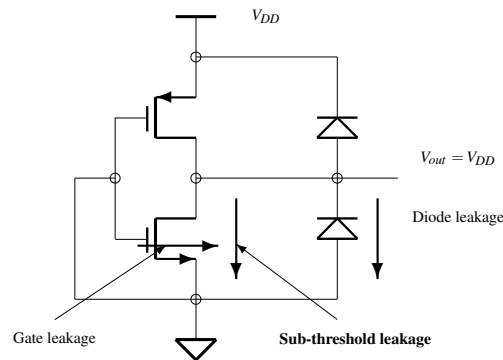 V_DD
V_out = V_DD
Diode leakage
Gate leakage
Sub-threshold leakage